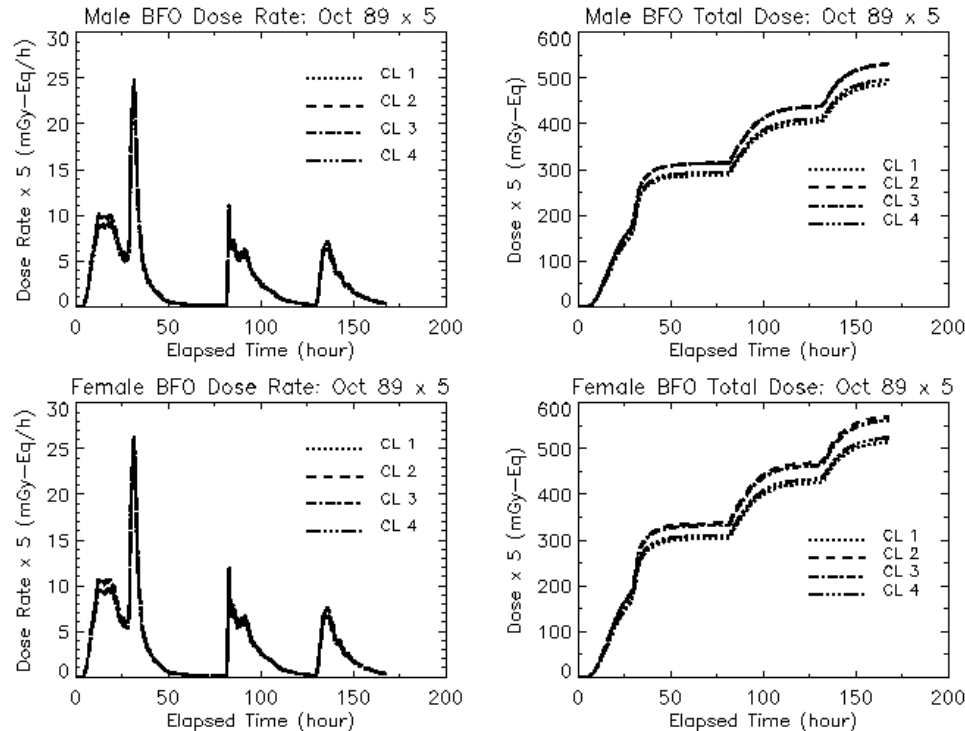 Male BFO Dose Rate: Oct 89 x 5
Dose Rate x 5 (mGy-Eq/h)
30
25
20
15
10
5
0
CL 1
CL 2
CL 3
CL 4
0 50 100 150 200
Elapsed Time (hour)
Male BFO Total Dose: Oct 89 x 5
Dose x 5 (mGy-Eq)
600
500
400
300
200
100
0
CL 1
CL 2
CL 3
CL 4
0 50 100 150 200
Elapsed Time (hour)
Female BFO Dose Rate: Oct 89 x 5
Dose Rate x 5 (mGy-Eq/h)
30
25
20
15
10
5
0
CL 1
CL 2
CL 3
CL 4
0 50 100 150 200
Elapsed Time (hour)
Female BFO Total Dose: Oct 89 x 5
Dose x 5 (mGy-Eq)
600
500
400
300
200
100
0
CL 1
CL 2
CL 3
CL 4
0 50 100 150 200
Elapsed Time (hour)